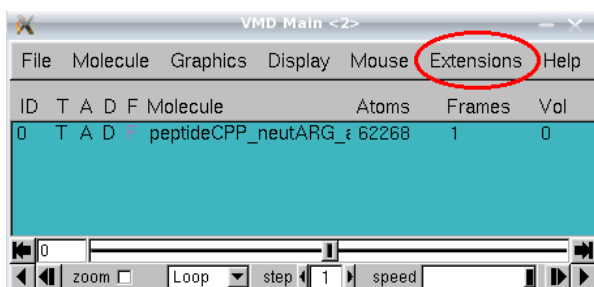 VMD Main <2>
File Molecule Graphics Display Mouse Extensions Help
ID T A D F Molecule Atoms Frames Vol
0 T A D F peptideCPP_neutARG_ 62268 1 0
0
zoom Loop step 1 speed